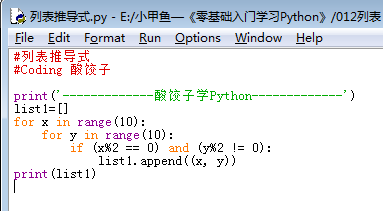 列表推导式.py - E:/小甲鱼—《零基础入门学习Python》/012列表
File Edit Format Run Options Window Help
#列表推导式
#Coding 酸饺子
print('-------------酸饺子学Python-------------')
list1=[]
for x in range(10):
    for y in range(10):
        if (x%2 == 0) and (y%2 != 0):
            list1.append((x, y))
print(list1)